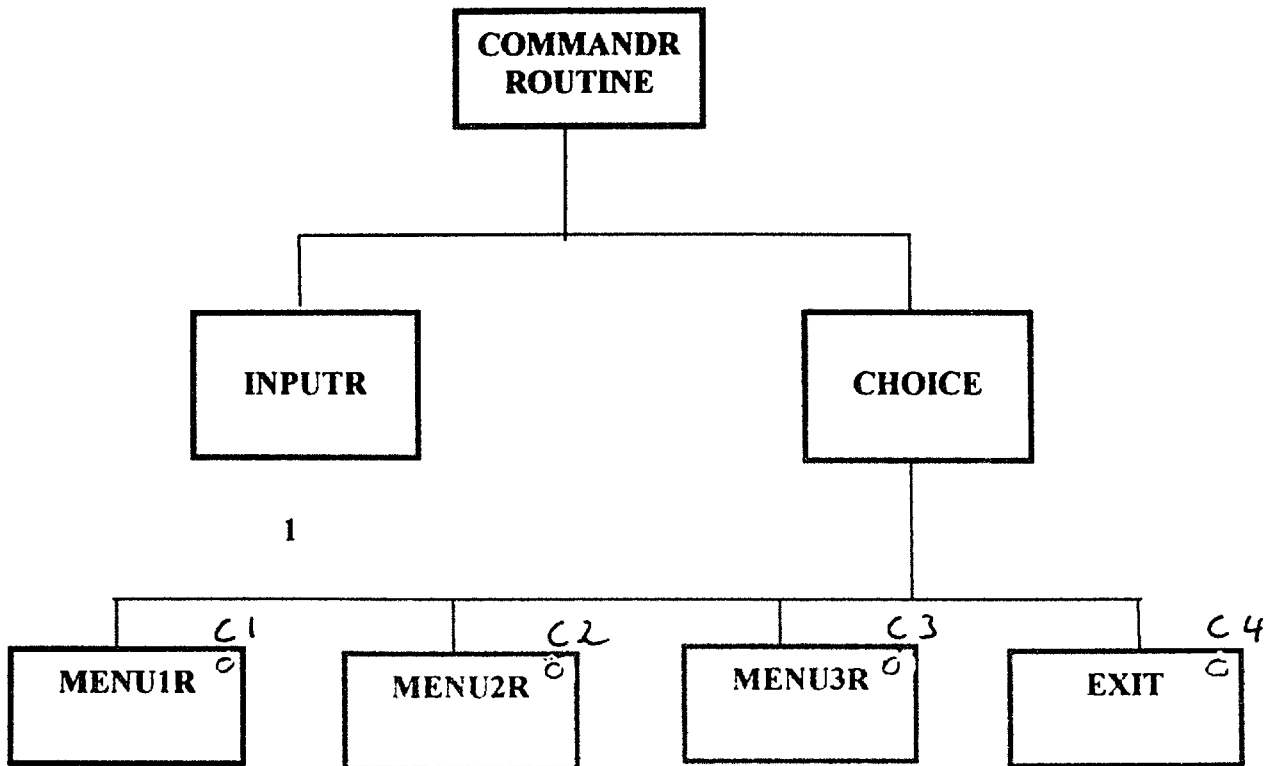 COMMANDR
ROUTINE
INPUTR
CHOICE
1
C1
C2
C3
C4
MENU1R
MENU2R
MENU3R
EXIT